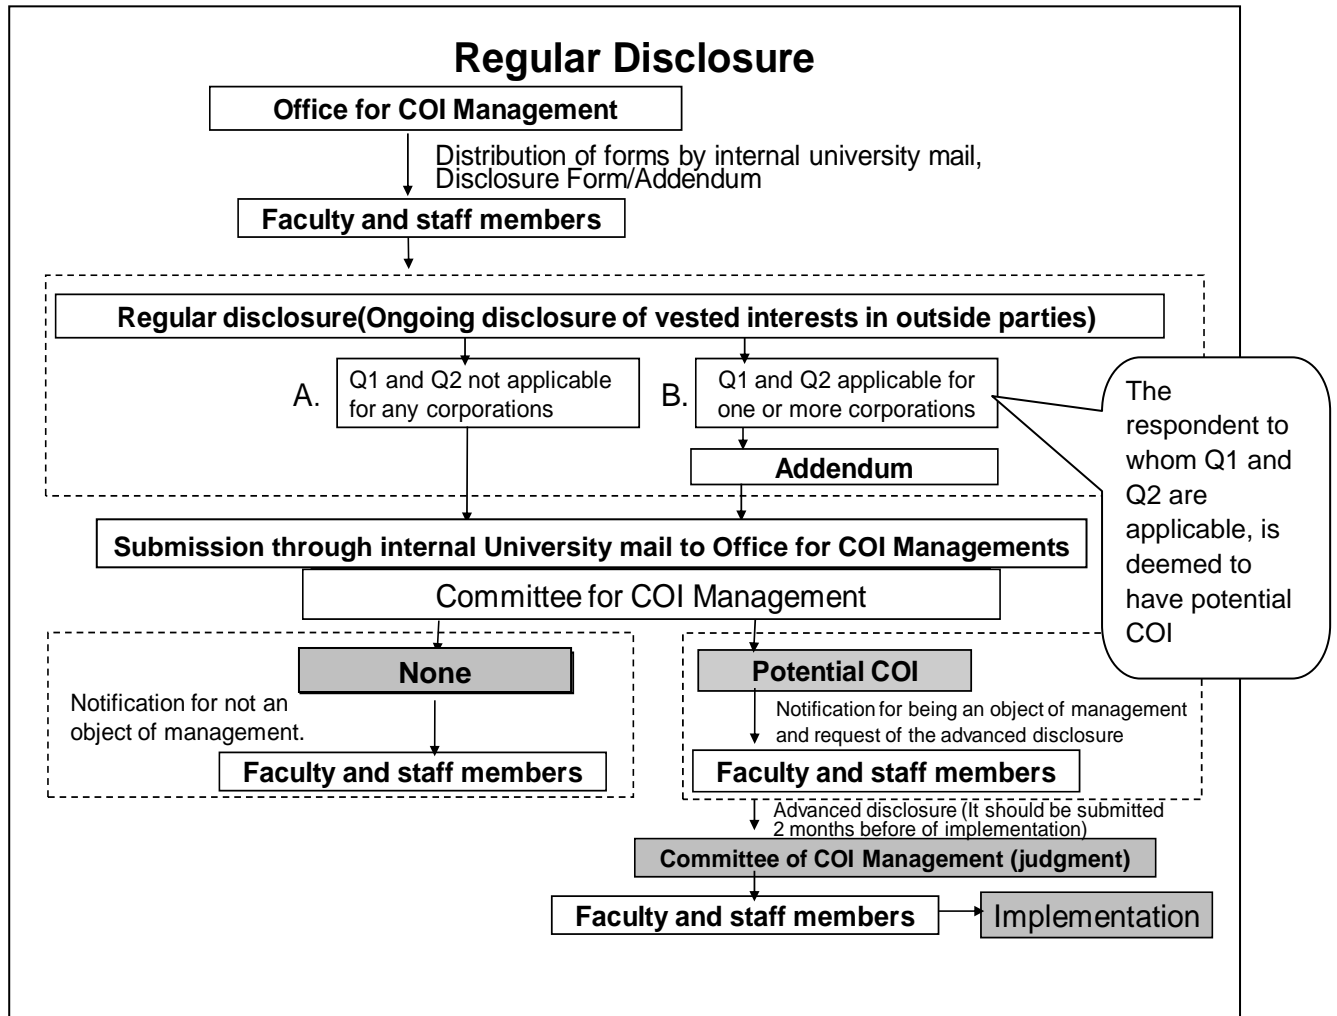 Regular Disclosure
Office for COI Management
Distribution of forms by internal university mail,
Disclosure Form/Addendum
Faculty and staff members
Regular disclosure(Ongoing disclosure of vested interests in outside parties)
A.
Q1 and Q2 not applicable
for any corporations
B.
Q1 and Q2 applicable for
one or more corporations
The
respondent to
whom Q1 and
Q2 are
applicable, is
deemed to
have potential
COI
Addendum
Submission through internal University mail to Office for COI Managements
Committee for COI Management
None
Notification for not an
object of management.
Faculty and staff members
Potential COI
Notification for being an object of management
and request of the advanced disclosure
Faculty and staff members
Advanced disclosure (It should be submitted
2 months before of implementation)
Committee of COI Management (judgment)
Faculty and staff members
Implementation